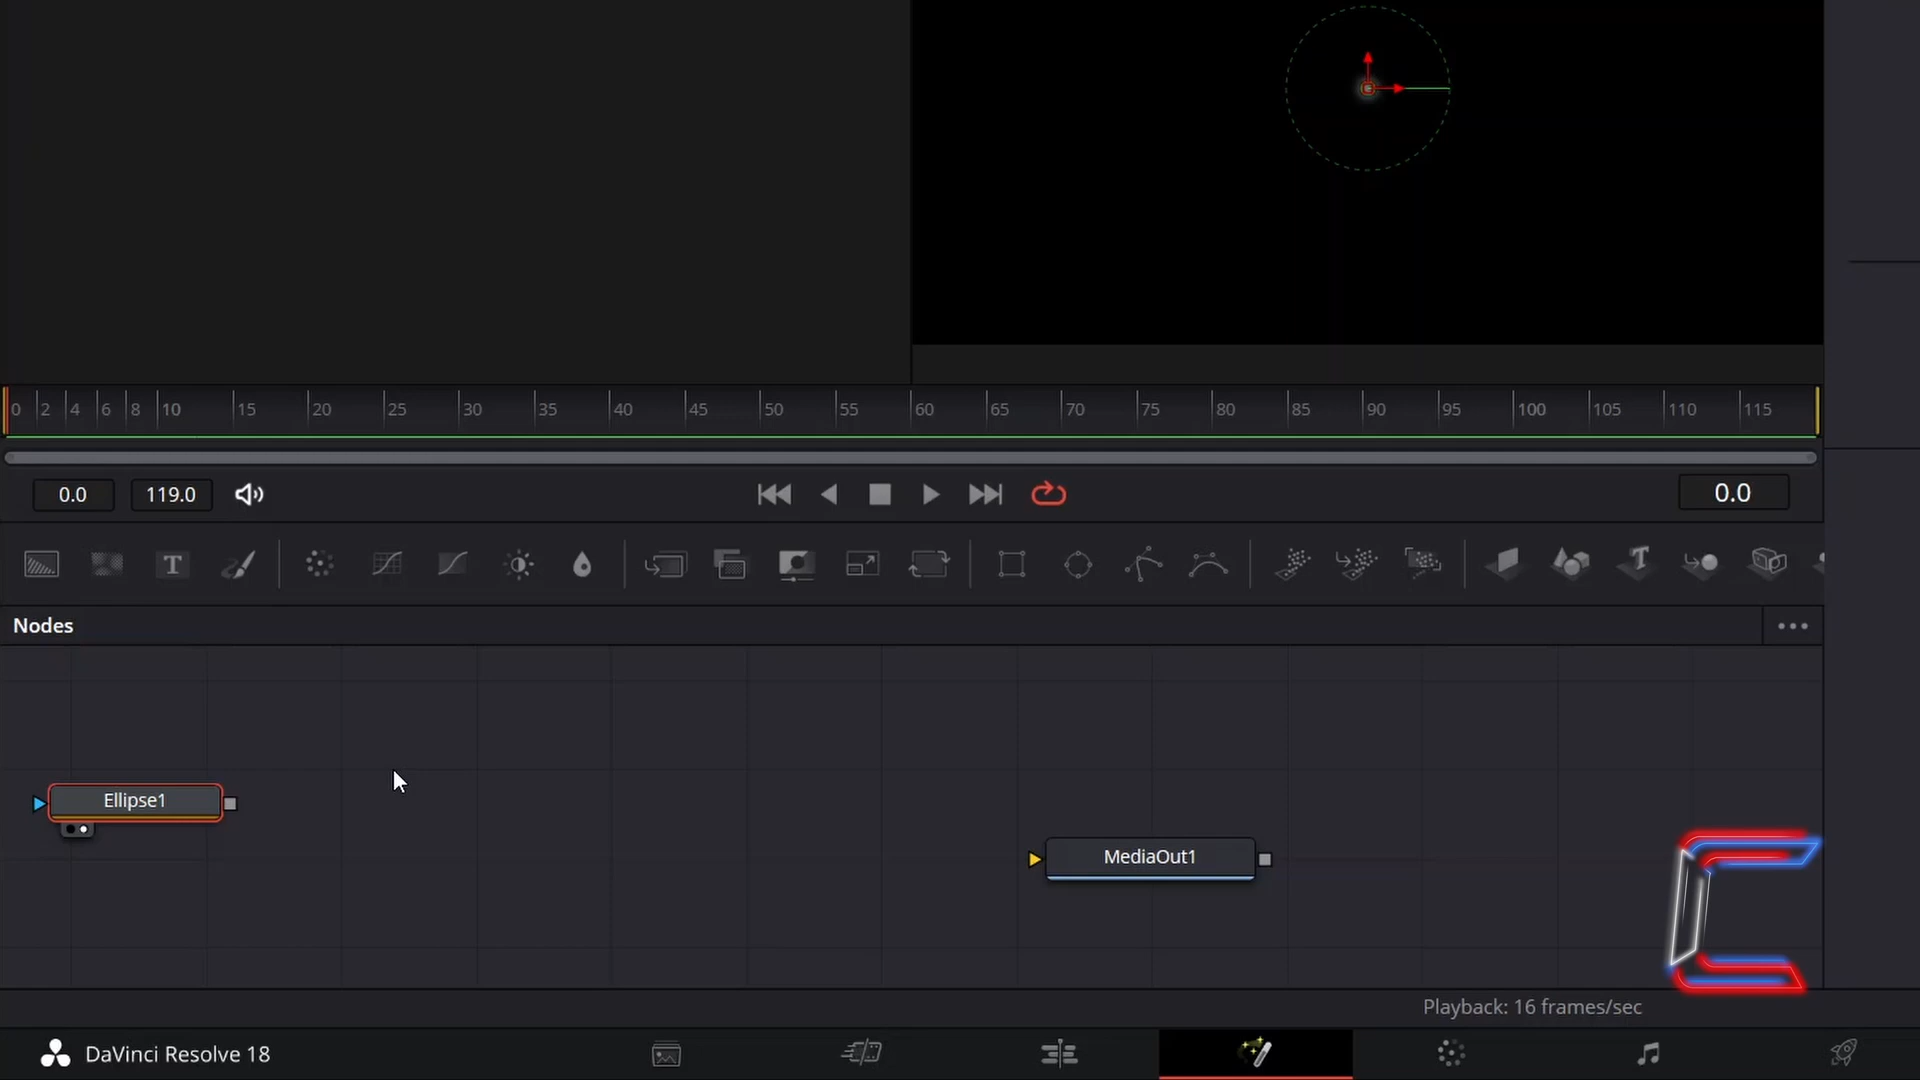 0 2 4 6 8 10 15 20 25 30 35 40 45 50 55 60 65 70 75 80 85 90 95 100 105 110 115
0.0 119.0 0.0
Nodes
Ellipse1
MediaOut1
Playback: 16 frames/sec
DaVinci Resolve 18